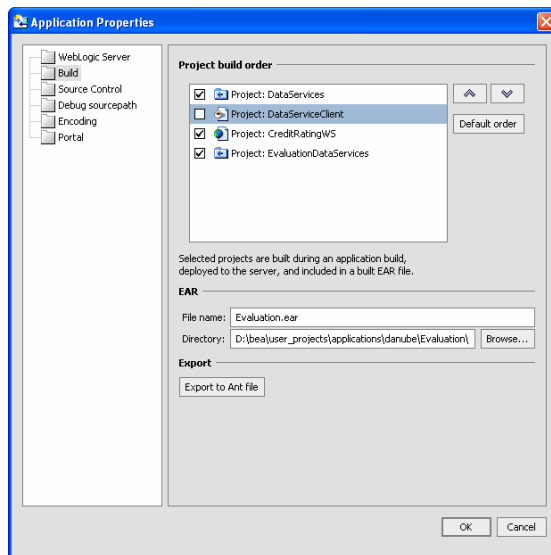 Application Properties
WebLogic Server
Build
Source Control
Debug sourcepath
Encoding
Portal
Project build order
Project: DataServices
Project: DataServiceClient
Project: CreditRatingWS
Project: EvaluationDataServices
Default order
Selected projects are built during an application build,
deployed to the server, and included in a built EAR file.
EAR
File name: Evaluation.ear
Directory: D:\bea\user_projects\applications\danube\Evaluation\ Browse...
Export
Export to Ant file
OK Cancel